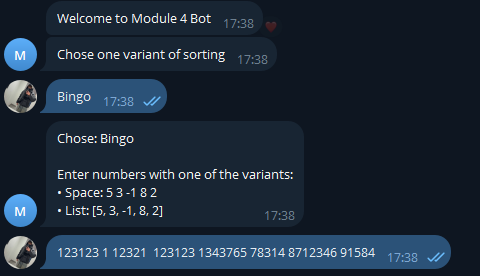 Welcome to Module 4 Bot 17:38
M
Chose one variant of sorting 17:38
Bingo 17:38
Chose: Bingo
Enter numbers with one of the variants:
• Space: 5 3 -1 8 2
• List: [5, 3, -1, 8, 2]
M
17:38
123123 1 12321  123123 1343765 78314 8712346 91584 17:38